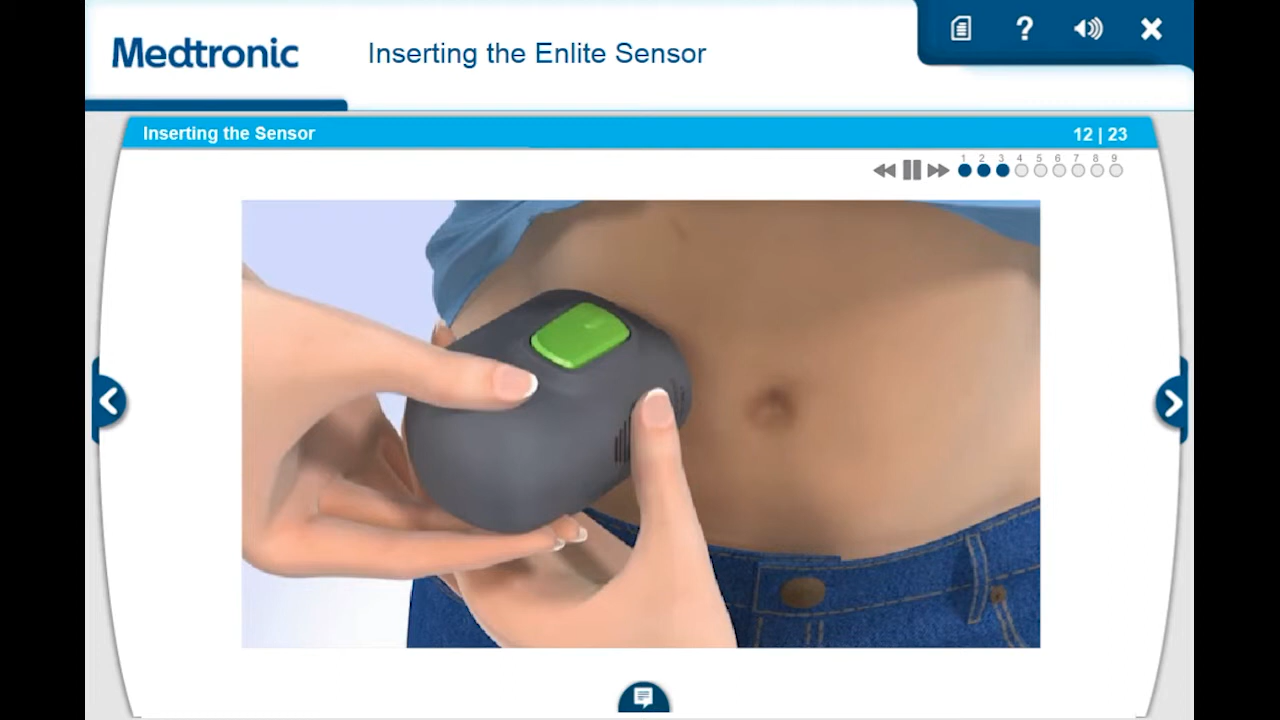 Medtronic
Inserting the Enlite Sensor
?
Inserting the Sensor
12 | 23
1 2 3 4 5 6 7 8 9